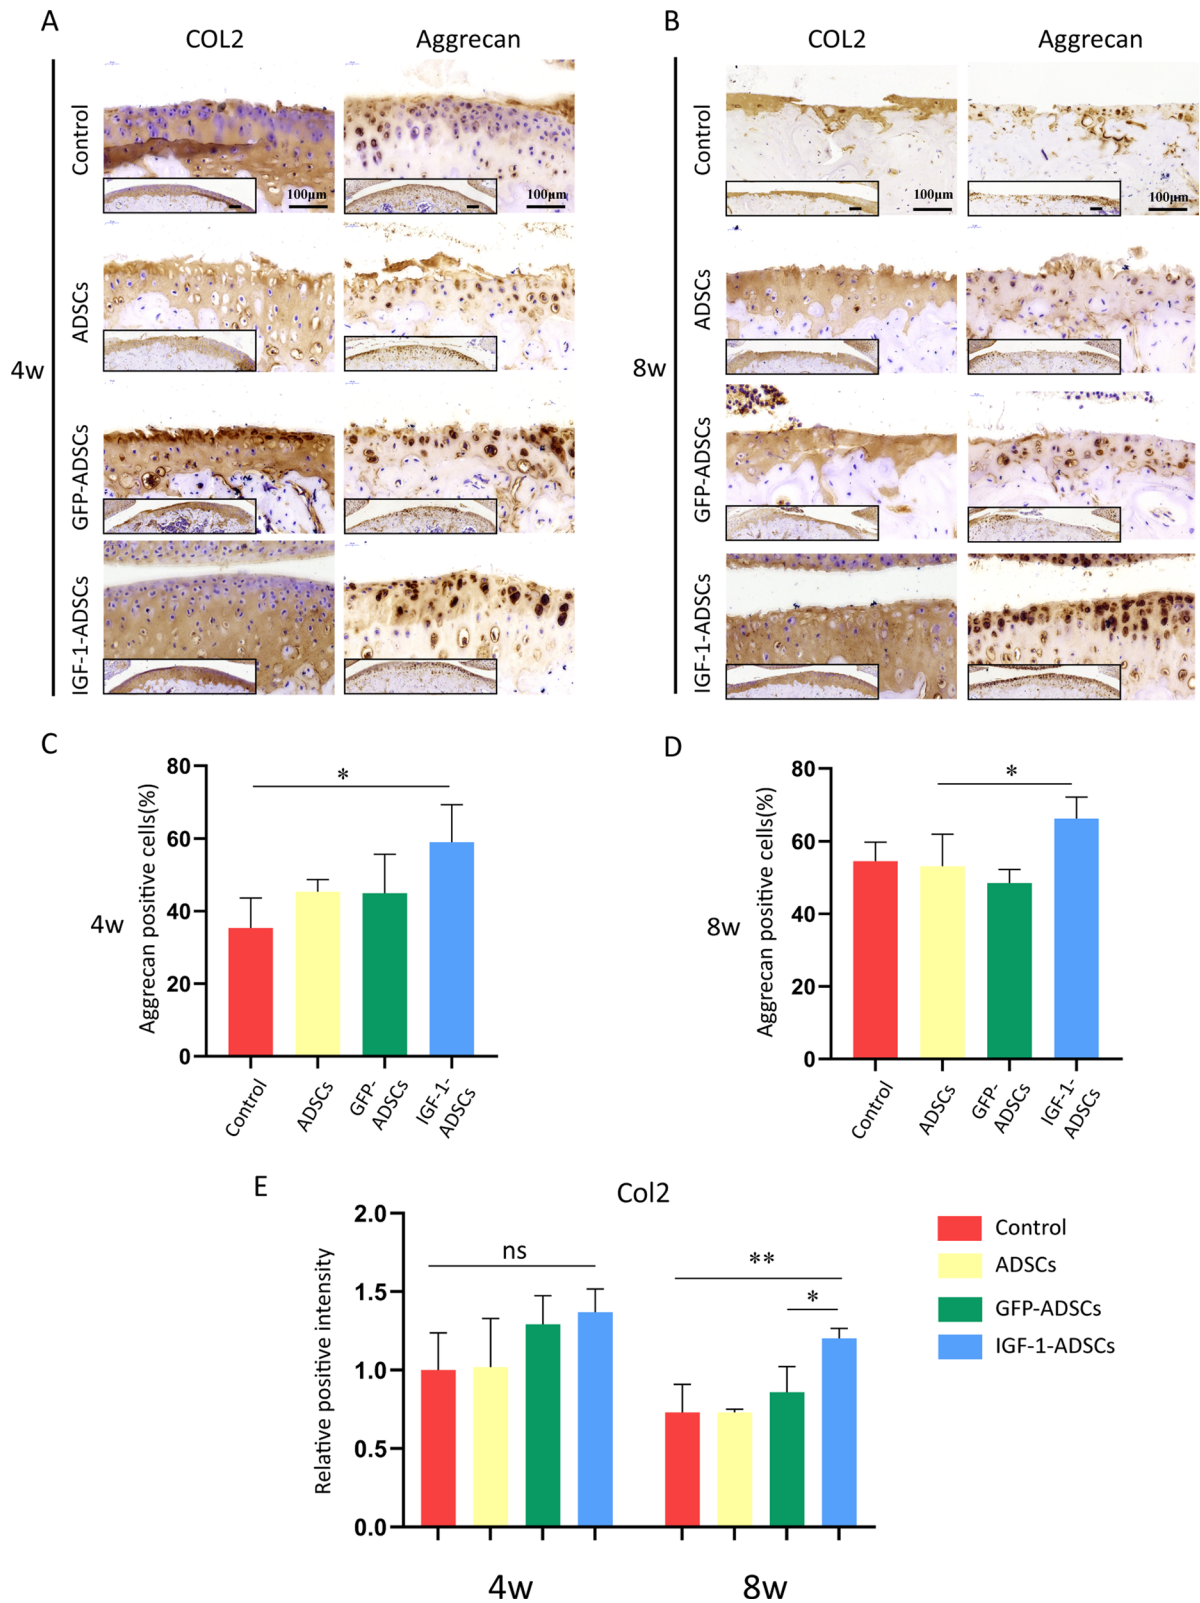 A
COL2
Aggrecan
4w
Control
100μm
100μm
ADSCs
GFP-ADSCs
IGF-1-ADSCs
B
COL2
Aggrecan
8w
Control
100μm
100μm
ADSCs
GFP-ADSCs
IGF-1-ADSCs
C
4w
Aggrecan positive cells(%)
80
60
40
20
0
*
Control
ADSCs
GFP-
ADSCs
IGF-1-
ADSCs
D
8w
Aggrecan positive cells(%)
80
60
40
20
0
*
Control
ADSCs
GFP-
ADSCs
IGF-1-
ADSCs
E
Col2
Relative positive intensity
2.0
1.5
1.0
0.5
0.0
ns
**
*
4w
8w
Control
ADSCs
GFP-ADSCs
IGF-1-ADSCs